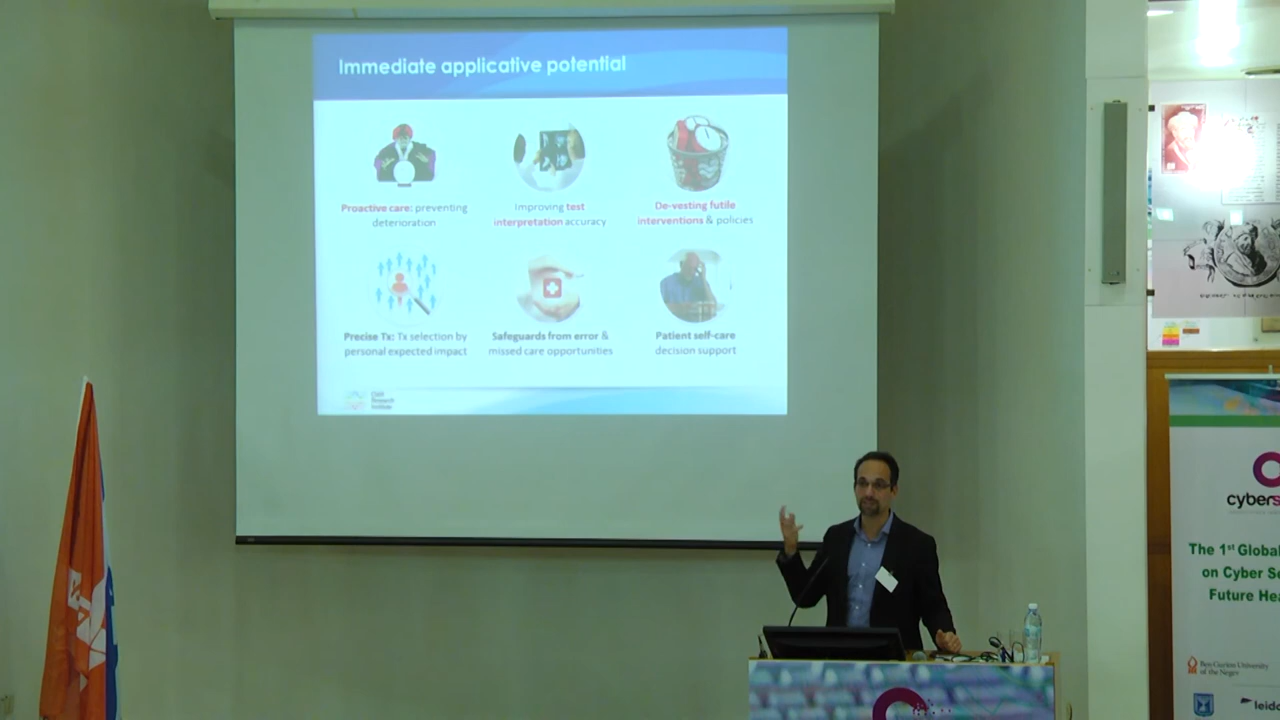 Immediate applicative potential
Proactive care: preventing
deterioration
Improving test
interpretation accuracy
De-vesting futile
interventions & policies
Precise Tx: Tx selection by
personal expected impact
Safeguards from error &
missed care opportunities
Patient self-care
decision support
Clalit
Research
Institute
cybers
The 1st Global
on Cyber Se
Future Hea
Ben-Gurion University
of the Negev
leido